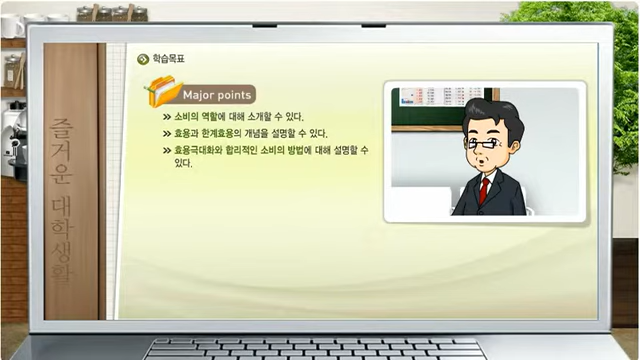 학습목표
Major points
소비의 역할에 대해 소개할 수 있다.
효용과 한계효용의 개념을 설명할 수 있다.
효용극대화와 합리적인 소비의 방법에 대해 설명할 수
있다.
즐거운 대학생활